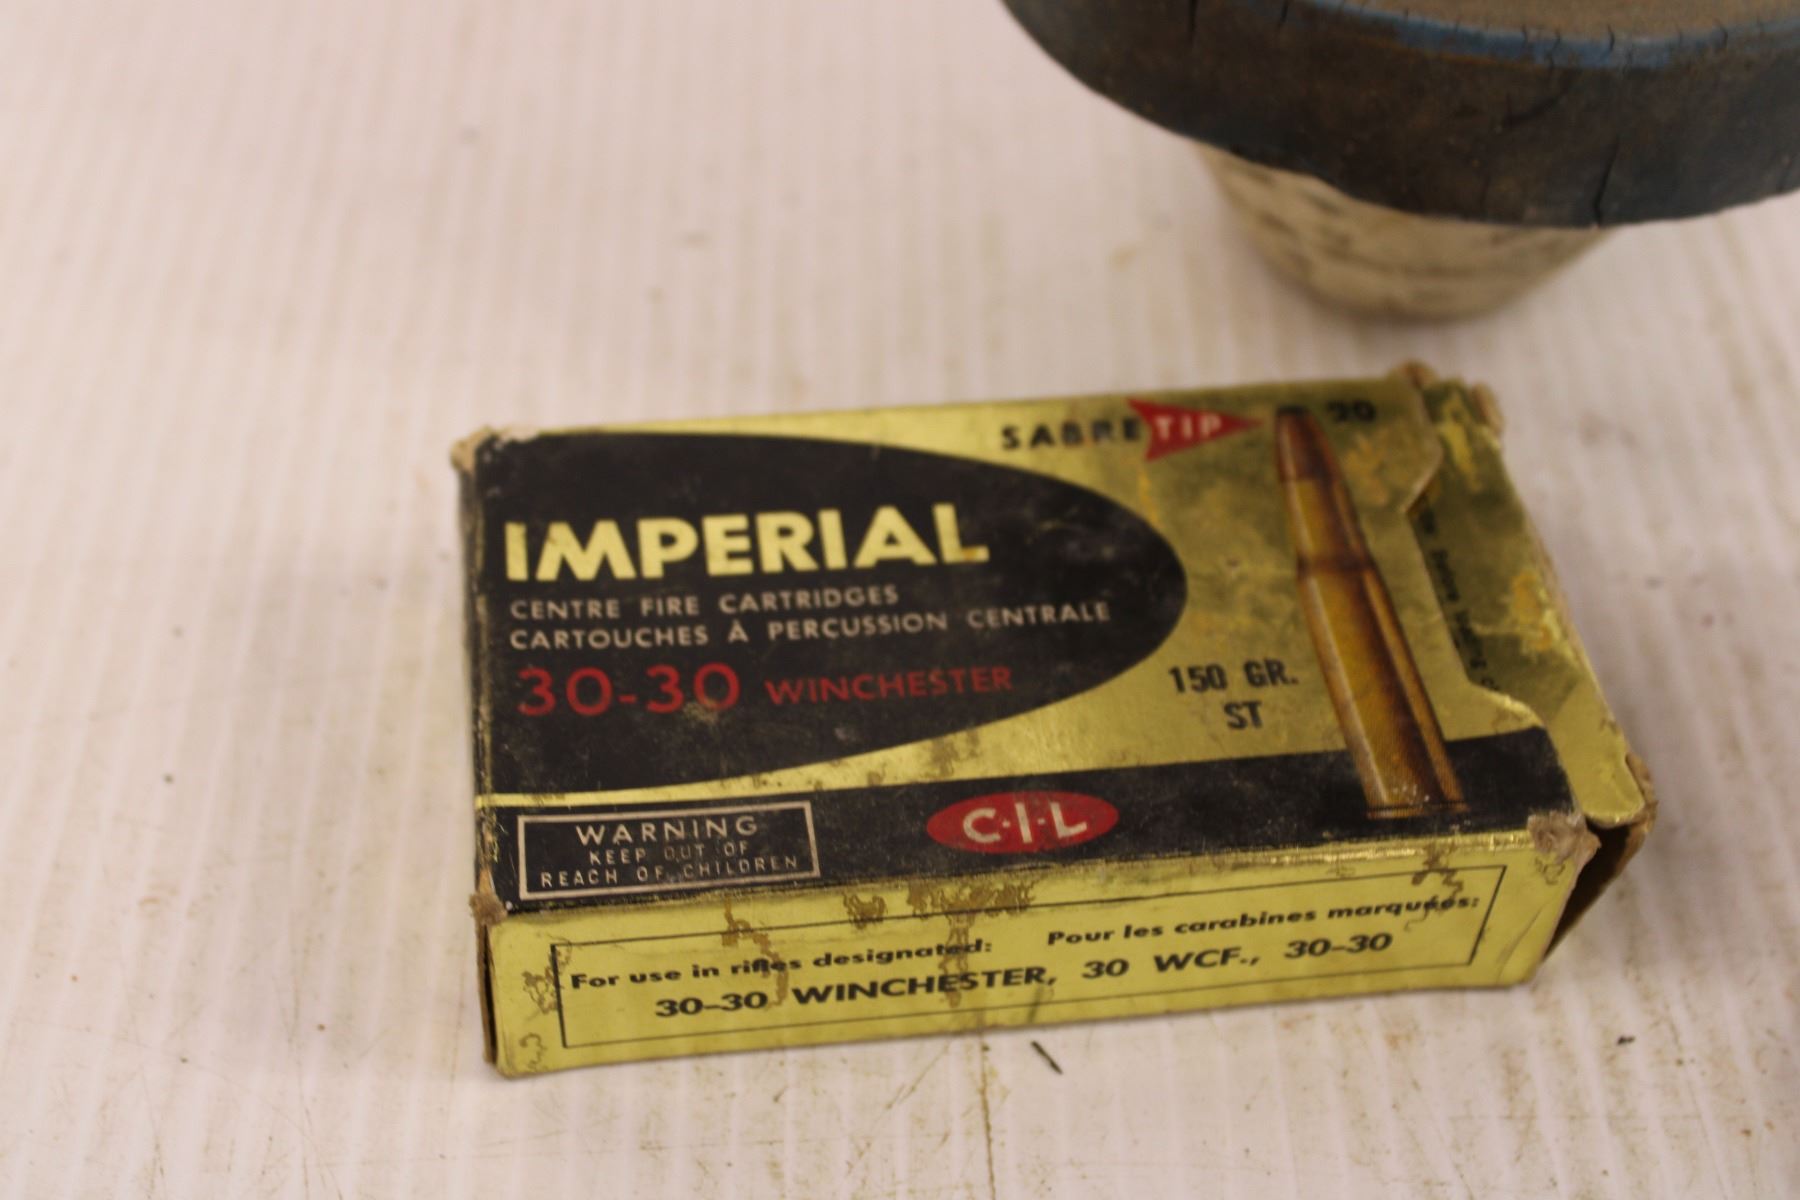 SABRE TIP 20
IMPERIAL
CENTRE FIRE CARTRIDGES
CARTOUCHES À PERCUSSION CENTRALE
30-30 WINCHESTER
150 GR.
ST
C·I·L
WARNING
KEEP OUT OF
REACH OF CHILDREN
For use in rifles designated: Pour les carabines marquées:
30-30 WINCHESTER, 30 WCF., 30-30